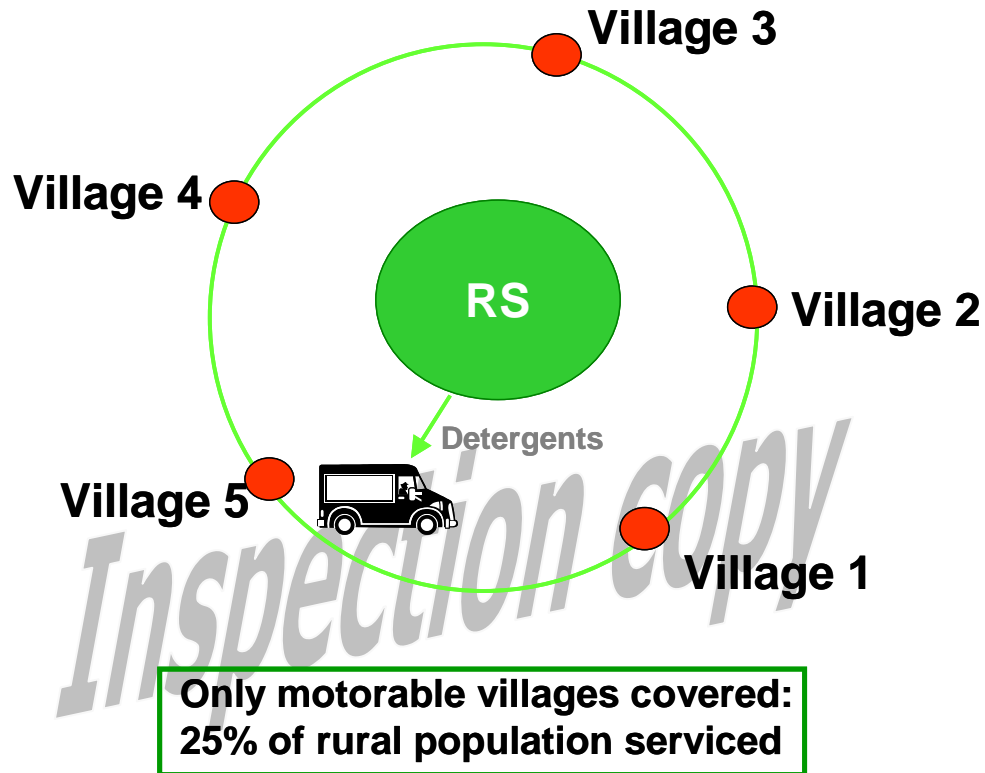 Village 3
Village 4
RS
Village 2
Detergents
Village 5
Village 1
Inspection copy
Only motorable villages covered:
25% of rural population serviced